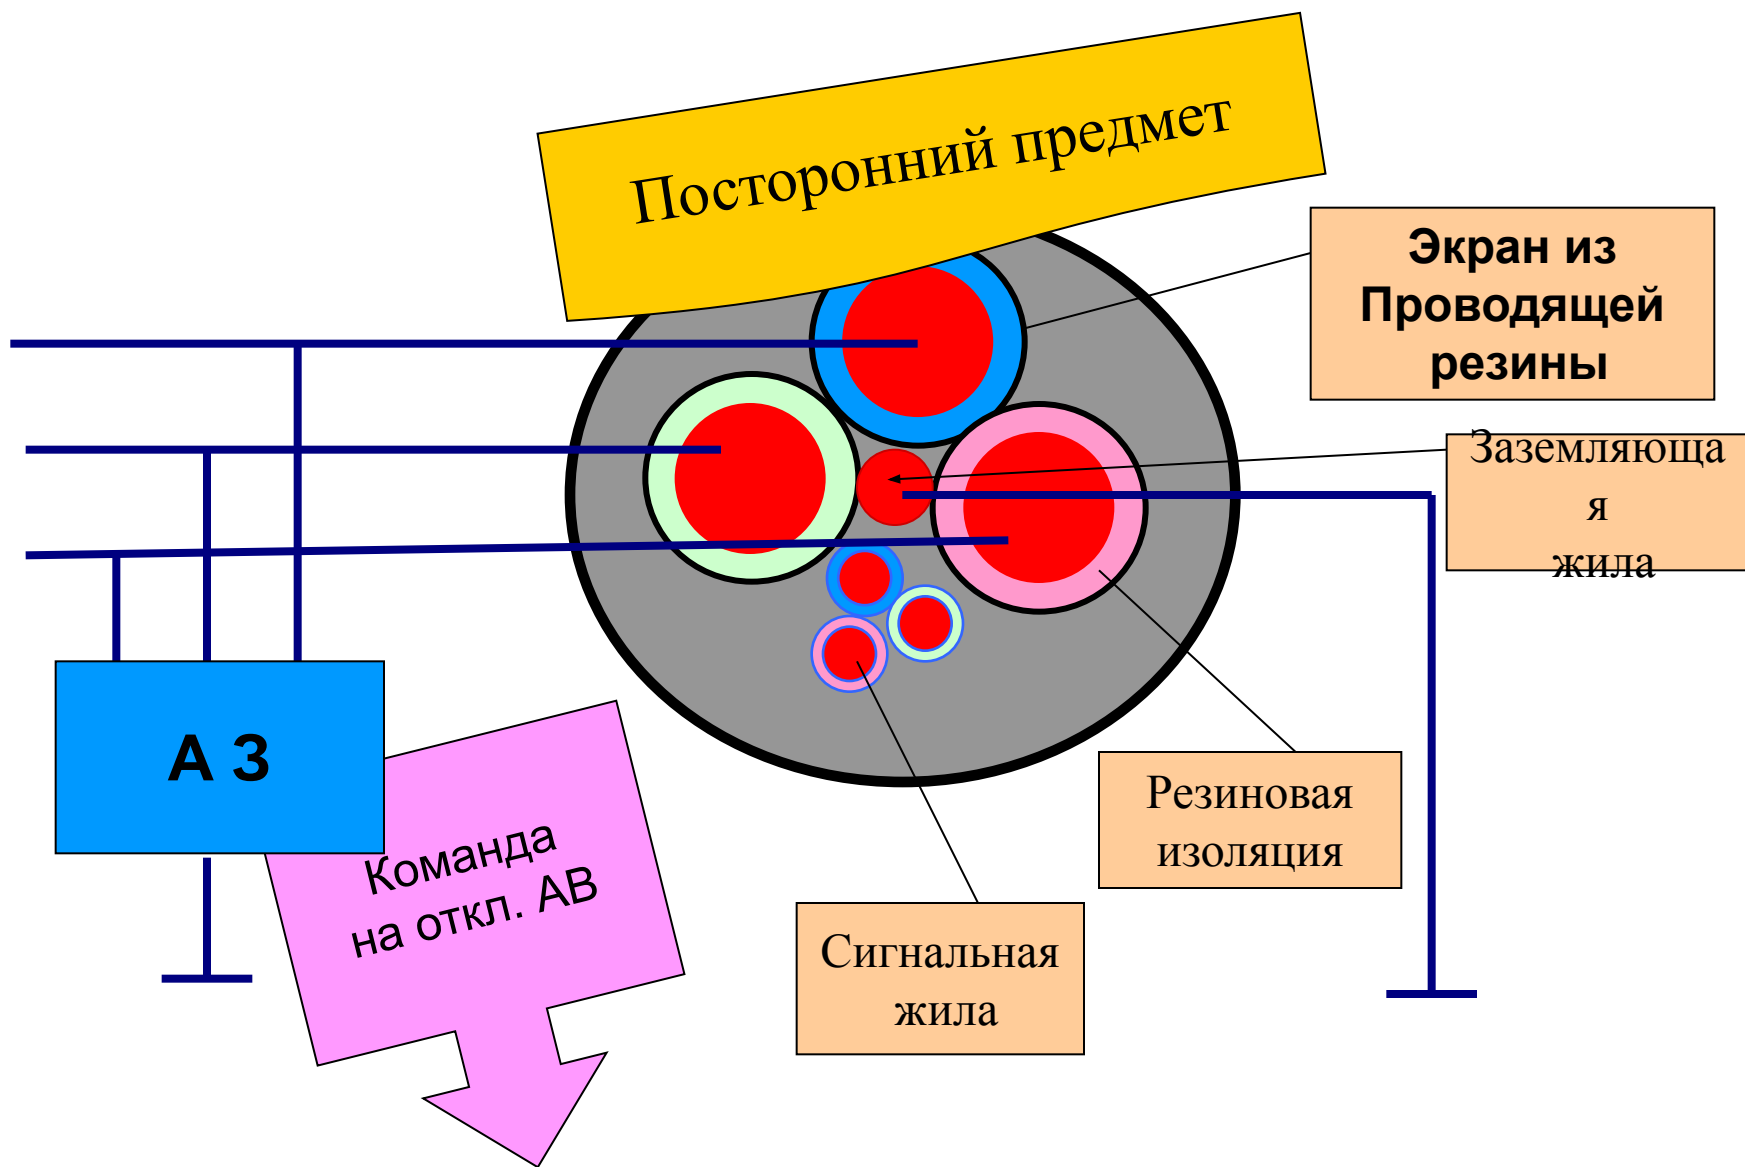 Посторонний предмет
Экран из
Проводящей
резины
Заземляюща
я
жила
А З
Команда
на откл. АВ
Резиновая
изоляция
Сигнальная
жила